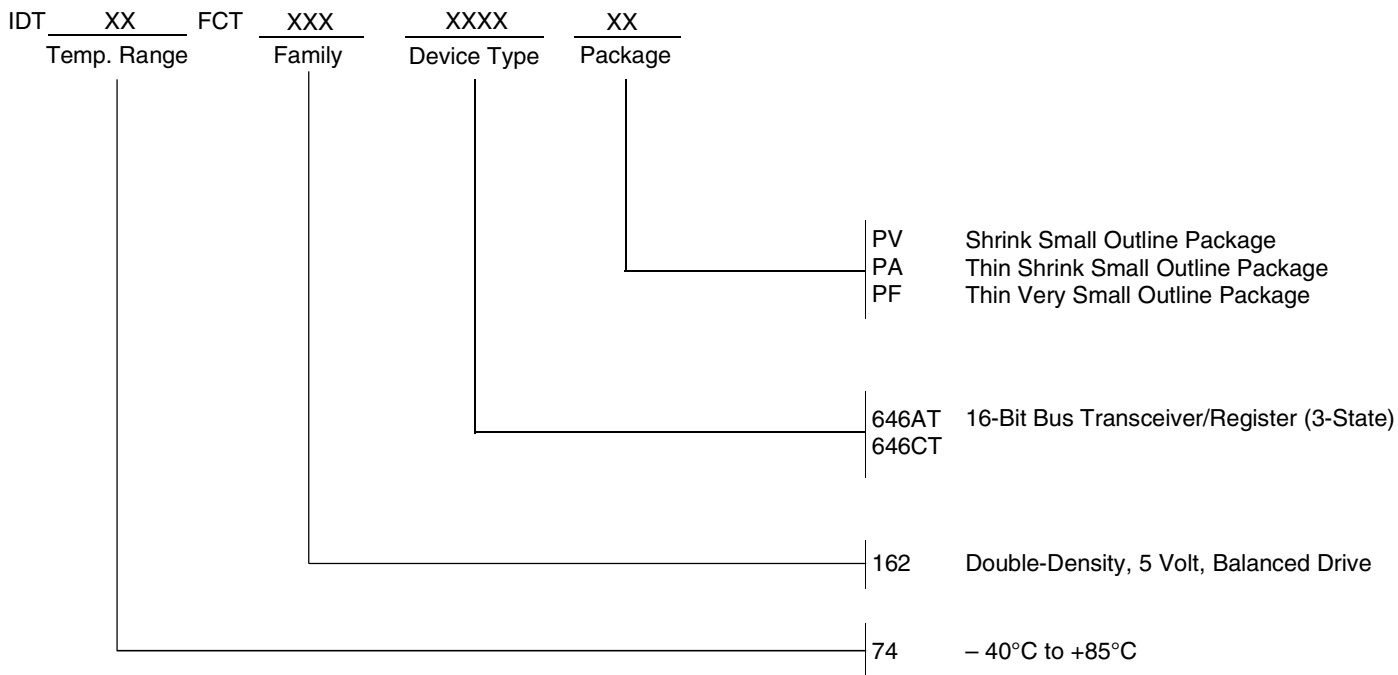 IDT XX FCT XXX XXXX XX
Temp. Range Family Device Type Package
PV Shrink Small Outline Package
PA Thin Shrink Small Outline Package
PF Thin Very Small Outline Package
646AT 16-Bit Bus Transceiver/Register (3-State)
646CT
162 Double-Density, 5 Volt, Balanced Drive
74 – 40°C to +85°C